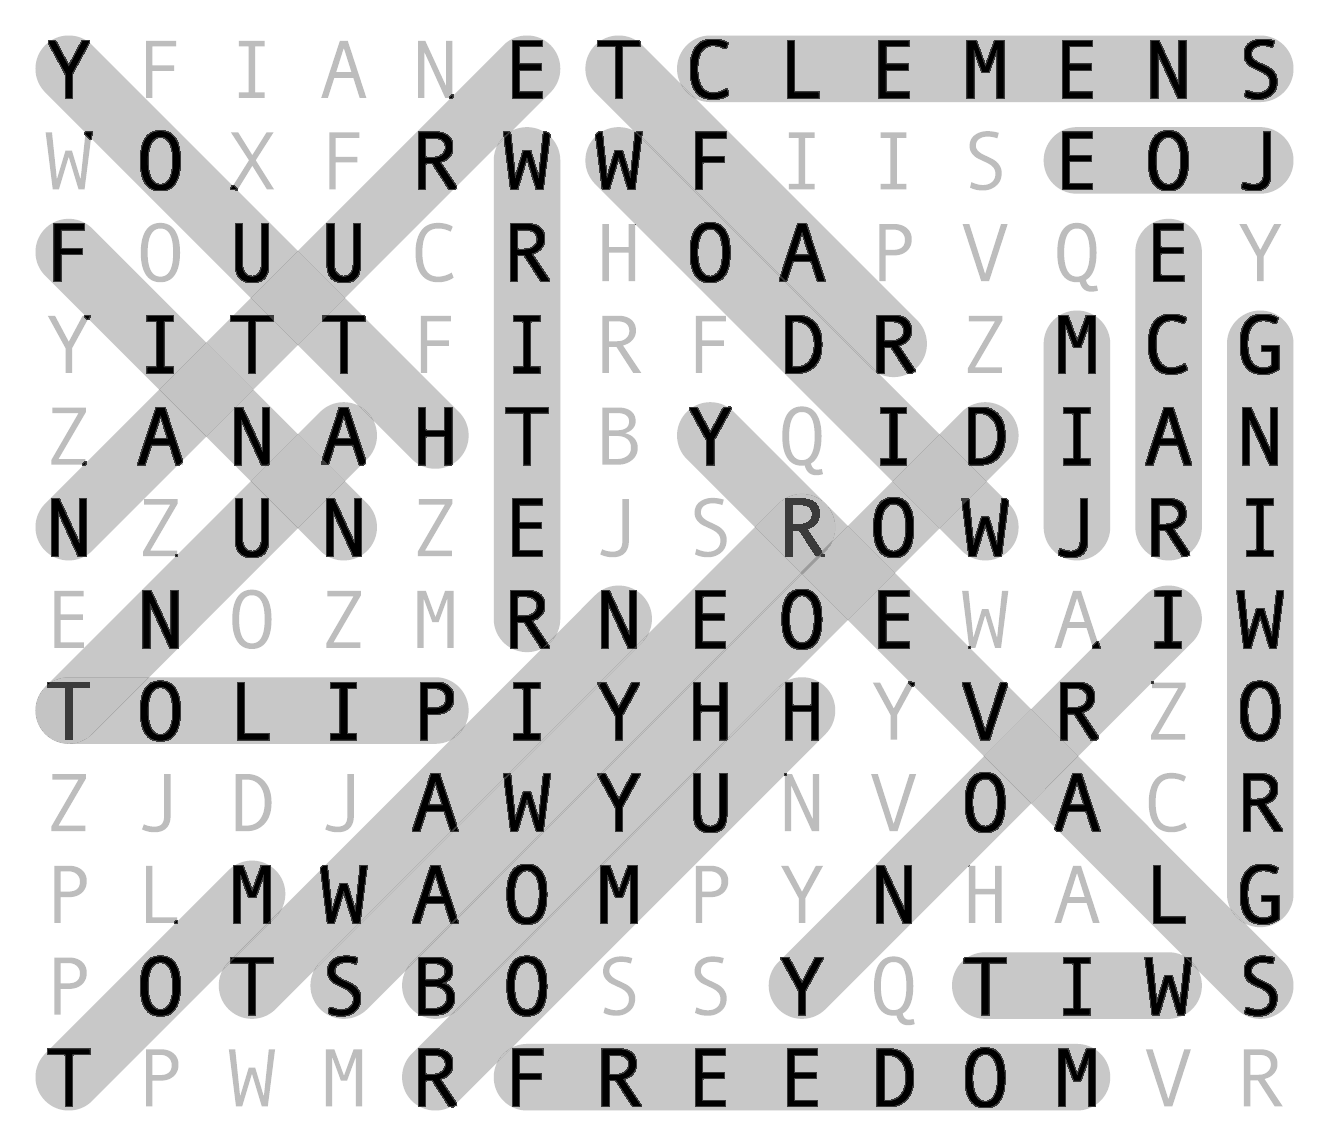 Y F I A N E T C L E M E N S
W O X F R W W F I I S E O J
F O U U C R H O A P V Q E Y
Y I T T F I R F D R Z M C G
Z A N A H T B Y Q I D I A N
N Z U N Z E J S R O W J R I
E N O Z M R N E O E W A I W
T O L I P I Y H H Y V R Z O
Z J D J A W Y U N V O A C R
P L M W A O M P Y N H A L G
P O T S B O S S Y Q T I W S
T P W M R F R E E D O M V R